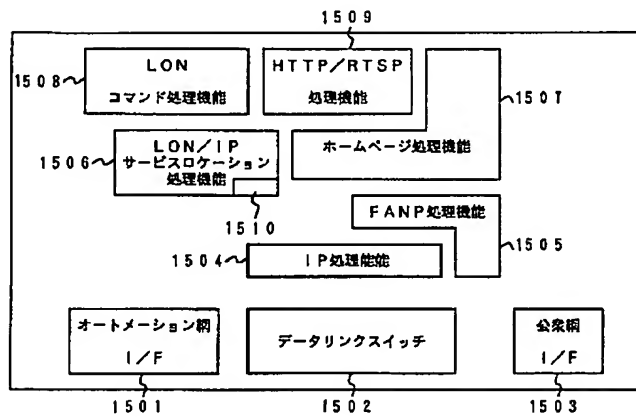 1509
LON
コマンド処理機能
HTTP/RTSP
処理機能
1508
1507
LON/IP
サービスロケーション
処理機能
ホームページ処理機能
1506
1510
FANP処理機能
1504
IP処理能能
1505
オートメーション網
I/F
データリンクスイッチ
公衆網
I/F
1501
1502
1503